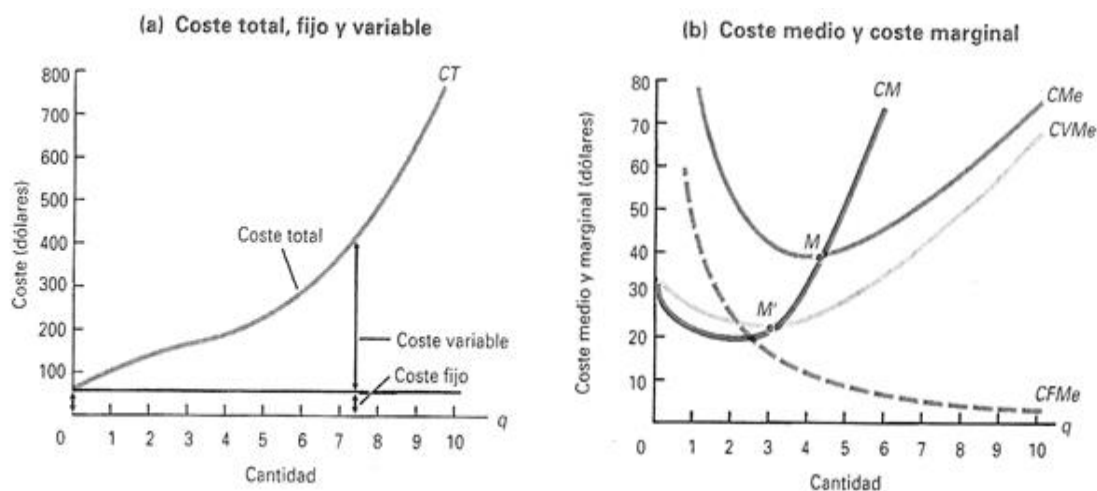 (a) Coste total, fijo y variable
800
700
600
500
400
300
200
100
0
Coste (dólares)
CT
Coste total
Coste variable
Coste fijo
q
1 2 3 4 5 6 7 8 9 10
Cantidad
(b) Coste medio y coste marginal
80
70
60
50
40
30
20
10
0
Coste medio y marginal (dólares)
CM
CMe
CVMe
M
M'
CFMe
q
1 2 3 4 5 6 7 8 9 10
Cantidad